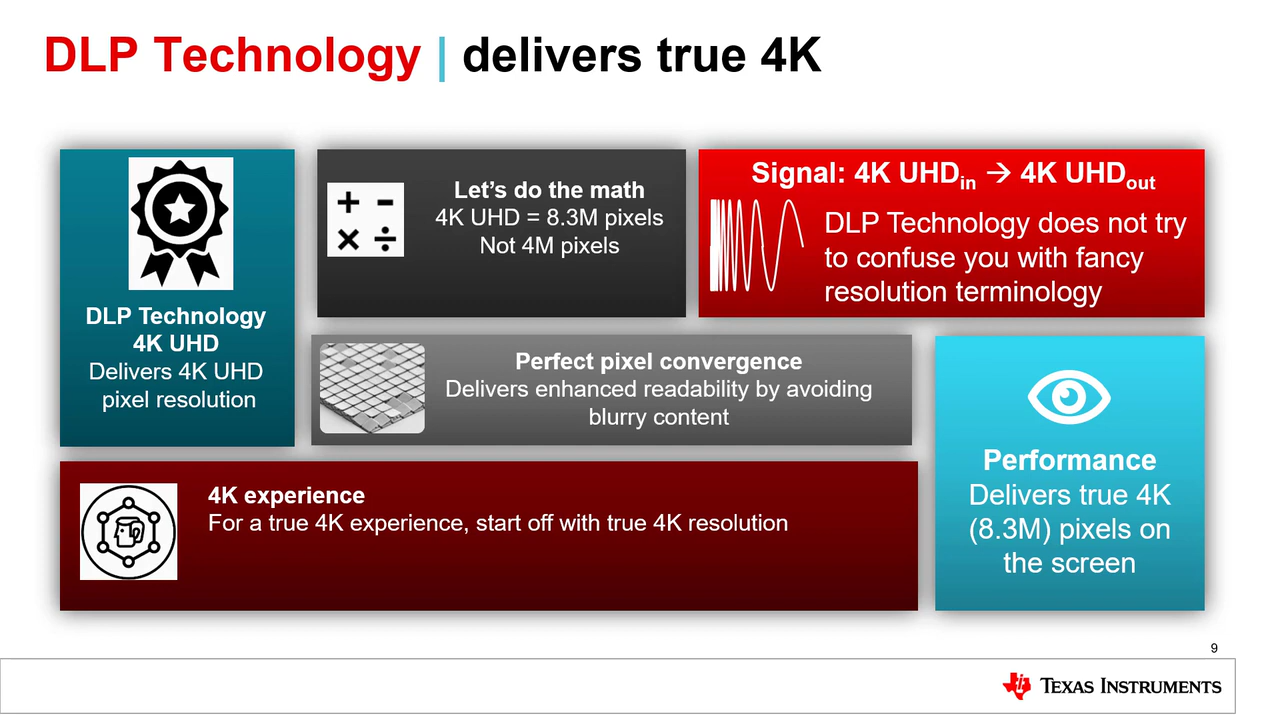 DLP Technology | delivers true 4K
DLP Technology
4K UHD
Delivers 4K UHD
pixel resolution
Let’s do the math
4K UHD = 8.3M pixels
Not 4M pixels
Signal: 4K UHDin → 4K UHDout
DLP Technology does not try
to confuse you with fancy
resolution terminology
Perfect pixel convergence
Delivers enhanced readability by avoiding
blurry content
Performance
Delivers true 4K
(8.3M) pixels on
the screen
4K experience
For a true 4K experience, start off with true 4K resolution
9
TEXAS INSTRUMENTS